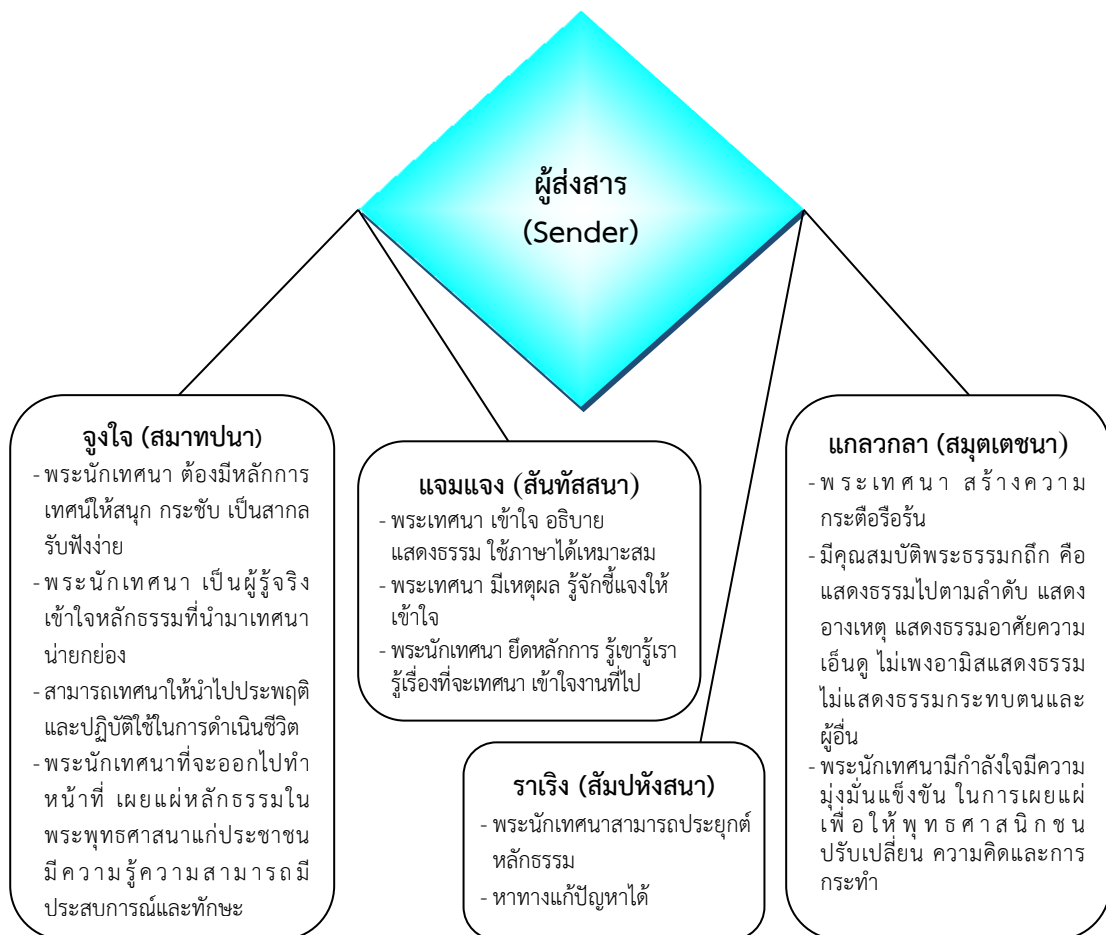 ผู้ส่งสาร
(Sender)
จูงใจ (สมาทปนา)
- พระนักเทศนา ต้องมีหลักการ
เทศน์ให้สนุก กระชับ เป็นสากล
รับฟังง่าย
- พระนักเทศนา เป็นผู้รู้จริง
เข้าใจหลักธรรมที่นำมาเทศนา
น่ายกย่อง
- สามารถเทศนาให้นำไปประพฤติ
และปฏิบัติใช้ในการดำเนินชีวิต
- พระนักเทศนาที่จะออกไปทำ
หน้าที่ เผยแผ่หลักธรรมใน
พระพุทธศาสนาแก่ประชาชน
มีความรู้ความสามารถมี
ประสบการณ์และทักษะ
แจมแจง (สันทัสสนา)
- พระเทศนา เข้าใจ อธิบาย
แสดงธรรม ใช้ภาษาได้เหมาะสม
- พระเทศนา มีเหตุผล รู้จักชี้แจงให้
เข้าใจ
- พระนักเทศนา ยึดหลักการ รู้เขารู้เรา
รู้เรื่องที่จะเทศนา เข้าใจงานที่ไป
ราเริง (สัมปหังสนา)
- พระนักเทศนาสามารถประยุกต์
หลักธรรม
- หาทางแก้ปัญหาได้
แกลวกลา (สมุตเตชนา)
- พระเทศนา สร้างความ
กระตือรือร้น
- มีคุณสมบัติพระธรรมกถึก คือ
แสดงธรรมไปตามลำดับ แสดง
อางเหตุ แสดงธรรมอาศัยความ
เอ็นดู ไม่เพงอามิสแสดงธรรม
ไม่แสดงธรรมกระทบตนและ
ผู้อื่น
- พระนักเทศนามีกำลังใจมีความ
มุ่งมั่นแข็งขัน ในการเผยแผ่
เพื่อให้พุทธศาสนิกชน
ปรับเปลี่ยน ความคิดและการ
กระทำ